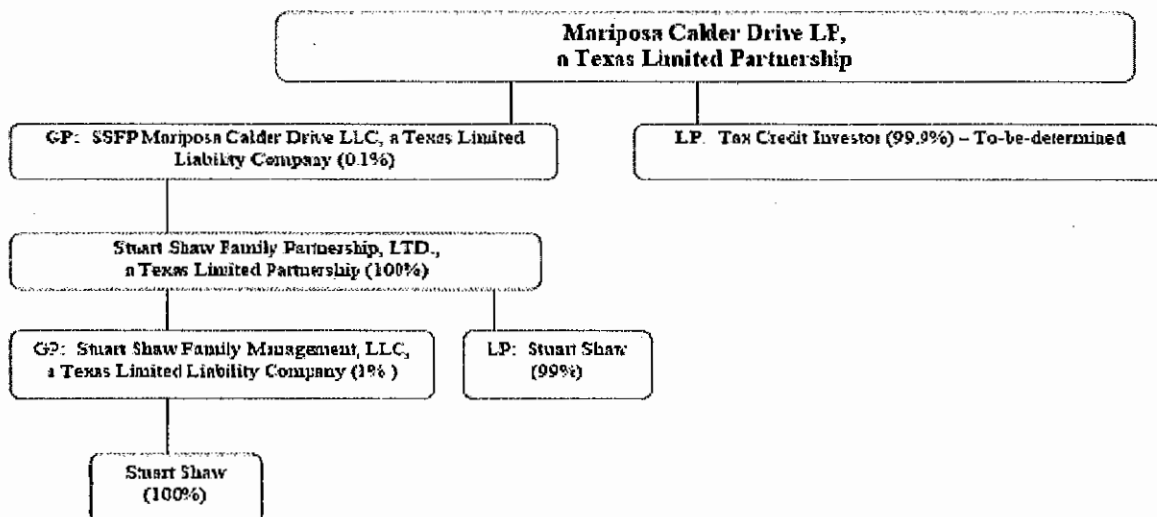 Mariposa Calder Drive LP,
a Texas Limited Partnership
GP: SSFP Mariposa Calder Drive LLC, a Texas Limited
Liability Company (0.1%)
LP: Tax Credit Investor (99.9%) – To-be-determined
Stuart Shaw Family Partnership, LTD.,
a Texas Limited Partnership (100%)
GP: Stuart Shaw Family Management, LLC,
a Texas Limited Liability Company (1% )
LP: Stuart Shaw
(99%)
Stuart Shaw
(100%)